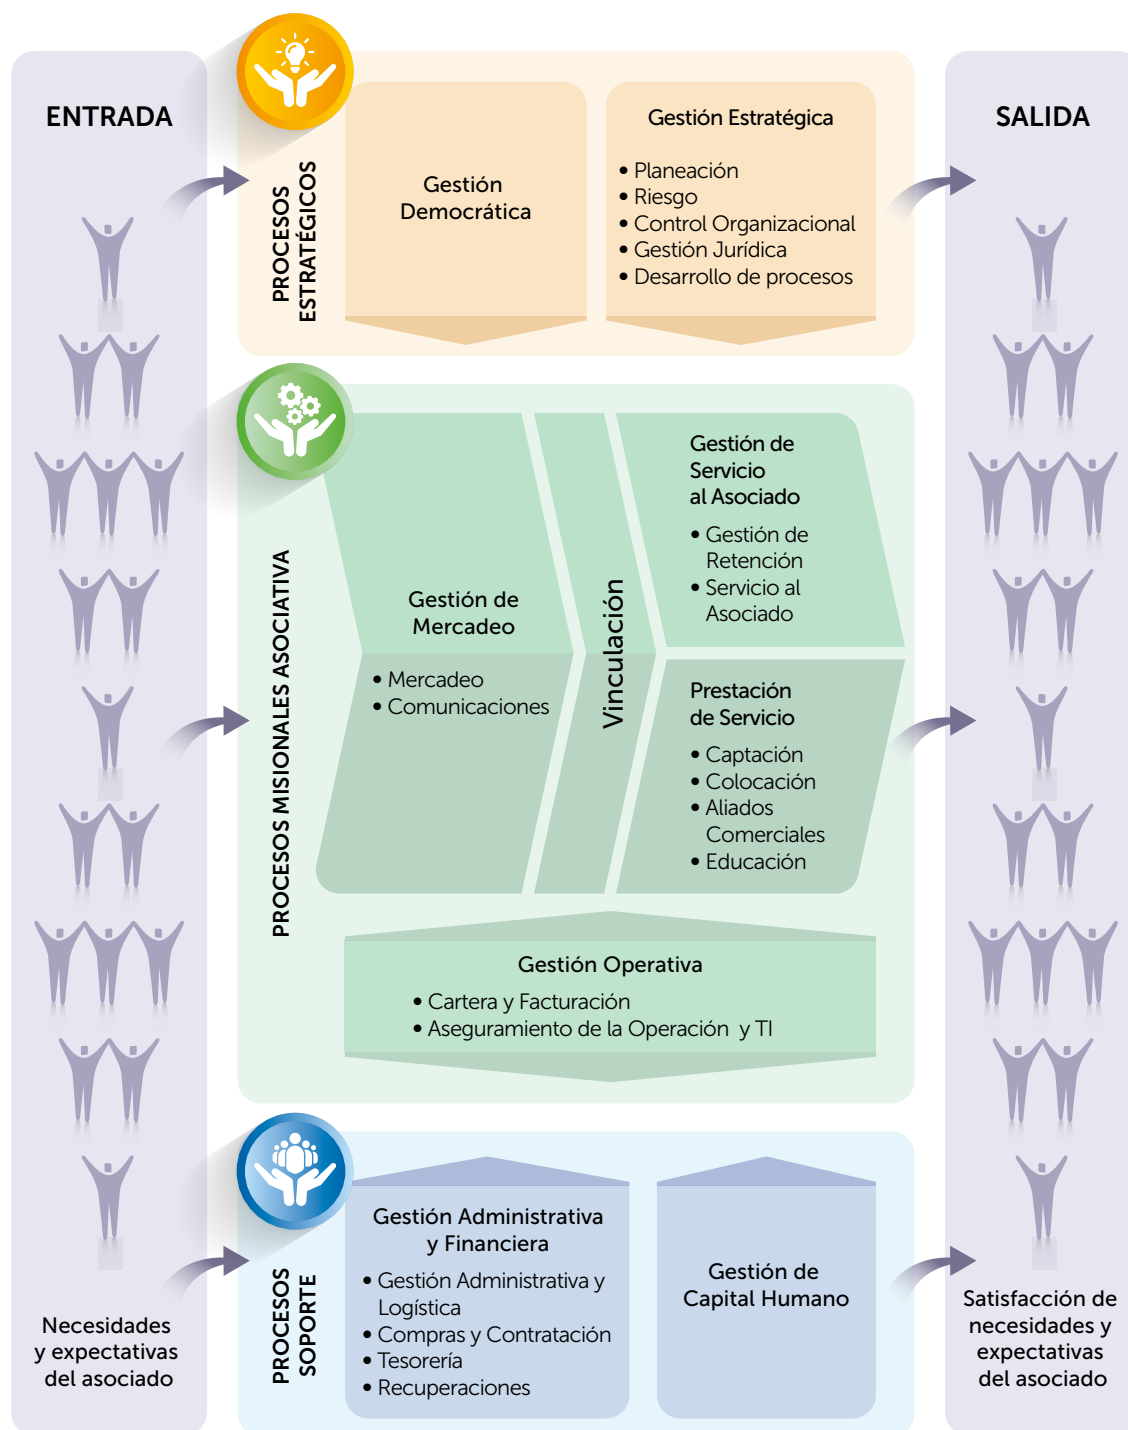 ENTRADA
Necesidades
y expectativas
del asociado
PROCESOS
ESTRATÉGICOS
Gestión
Democrática
Gestión Estratégica
• Planeación
• Riesgo
• Control Organizacional
• Gestión Jurídica
• Desarrollo de procesos
PROCESOS MISIONALES ASOCIATIVA
Gestión de
Mercadeo
• Mercadeo
• Comunicaciones
Vinculación
Gestión de
Servicio
al Asociado
• Gestión de
Retención
• Servicio al
Asociado
Prestación
de Servicio
• Captación
• Colocación
• Aliados
Comerciales
• Educación
Gestión Operativa
• Cartera y Facturación
• Aseguramiento de la Operación y TI
PROCESOS
SOPORTE
Gestión Administrativa
y Financiera
• Gestión Administrativa y
Logística
• Compras y Contratación
• Tesorería
• Recuperaciones
Gestión de
Capital Humano
SALIDA
Satisfacción de
necesidades y
expectativas
del asociado